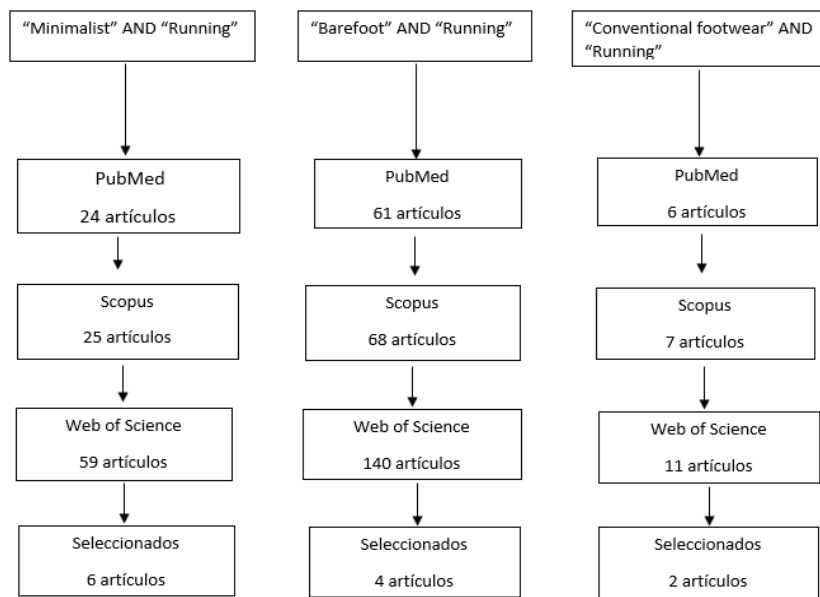 “Minimalist” AND “Running”
PubMed
24 artículos
Scopus
25 artículos
Web of Science
59 artículos
Seleccionados
6 artículos
“Barefoot” AND “Running”
PubMed
61 artículos
Scopus
68 artículos
Web of Science
140 artículos
Seleccionados
4 artículos
“Conventional footwear” AND
“Running”
PubMed
6 artículos
Scopus
7 artículos
Web of Science
11 artículos
Seleccionados
2 artículos